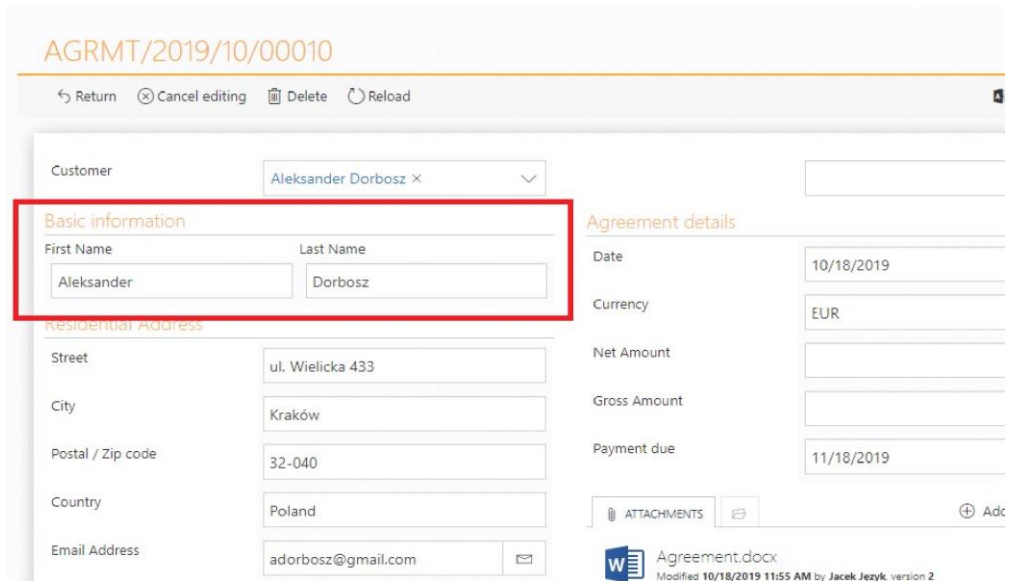 AGRMT/2019/10/00010
Return Cancel editing Delete Reload
Customer
Aleksander Dorbosz ×
Basic information
First Name Last Name
Aleksander Dorbosz
Residential Address
Street
ul. Wielicka 433
City
Kraków
Postal / Zip code
32-040
Country
Poland
Email Address
adorbosz@gmail.com
Agreement details
Date
10/18/2019
Currency
EUR
Net Amount
Gross Amount
Payment due
11/18/2019
ATTACHMENTS
Agreement.docx
Modified 10/18/2019 11:55 AM by Jacek Jezyk, version 2